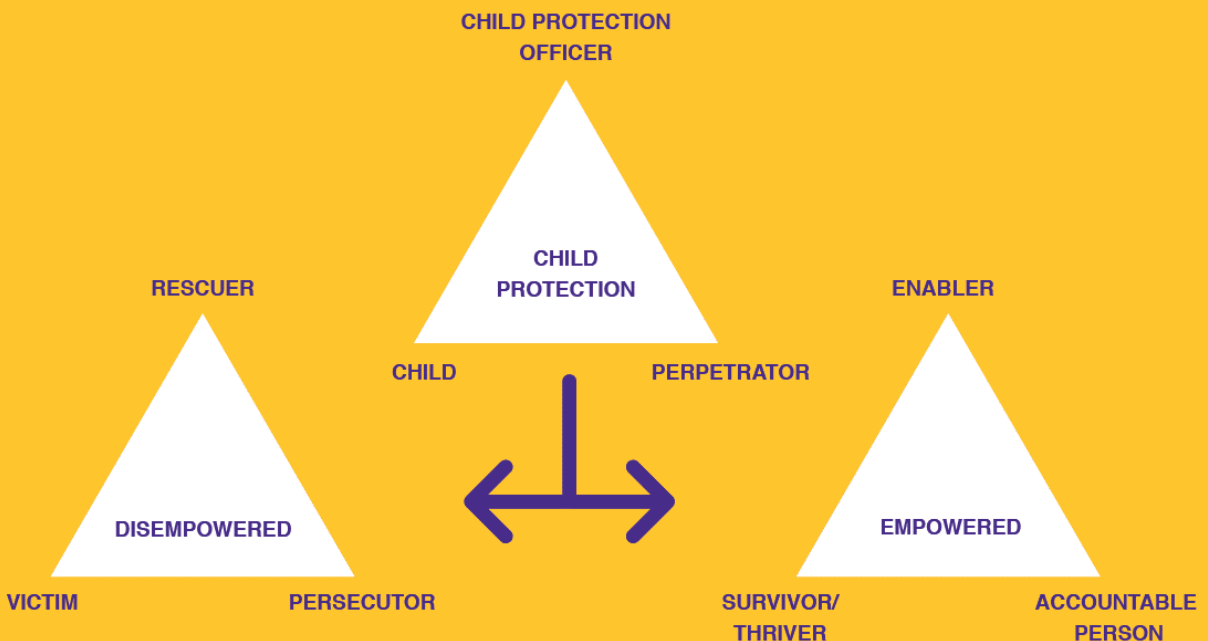 CHILD PROTECTION
OFFICER
CHILD
PROTECTION
CHILD
PERPETRATOR
RESCUER
DISEMPOWERED
VICTIM
PERSECUTOR
ENABLER
EMPOWERED
SURVIVOR/
THRIVER
ACCOUNTABLE
PERSON